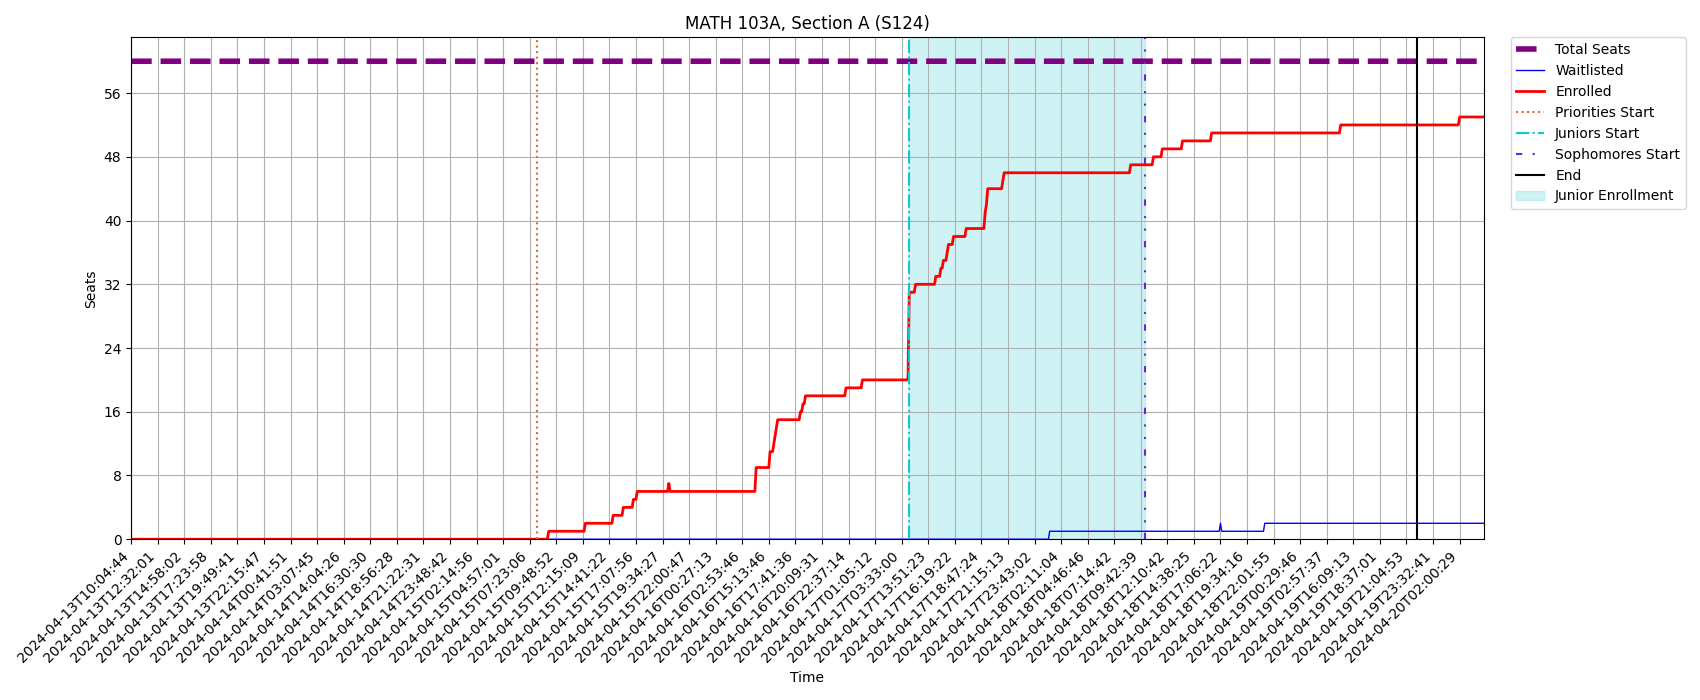 MATH 103A, Section A (S124)
Total Seats
Waitlisted
Enrolled
Priorities Start
Juniors Start
Sophomores Start
End
Junior Enrollment
Seats
56
48
40
32
24
16
8
0
2024-04-13T10:04:44
2024-04-13T12:32:01
2024-04-13T14:58:02
2024-04-13T17:23:58
2024-04-13T19:49:41
2024-04-13T22:15:47
2024-04-14T00:41:51
2024-04-14T03:07:45
2024-04-14T14:04:26
2024-04-14T16:30:30
2024-04-14T18:56:28
2024-04-14T21:22:31
2024-04-14T23:48:42
2024-04-15T02:14:56
2024-04-15T04:57:01
2024-04-15T07:23:06
2024-04-15T09:48:52
2024-04-15T12:15:09
2024-04-15T14:41:22
2024-04-15T17:07:56
2024-04-15T19:34:27
2024-04-15T22:00:47
2024-04-16T00:27:13
2024-04-16T02:53:46
2024-04-16T15:13:46
2024-04-16T17:41:36
2024-04-16T20:09:31
2024-04-16T22:37:14
2024-04-17T01:05:12
2024-04-17T03:33:00
2024-04-17T13:51:23
2024-04-17T16:19:22
2024-04-17T18:47:24
2024-04-17T21:15:13
2024-04-17T23:43:02
2024-04-18T02:11:04
2024-04-18T04:46:46
2024-04-18T07:14:42
2024-04-18T09:42:39
2024-04-18T12:10:42
2024-04-18T14:38:25
2024-04-18T17:06:22
2024-04-18T19:34:16
2024-04-18T22:01:55
2024-04-19T00:29:46
2024-04-19T02:57:37
2024-04-19T16:09:13
2024-04-19T18:37:01
2024-04-19T21:04:53
2024-04-19T23:32:41
2024-04-20T02:00:29
Time